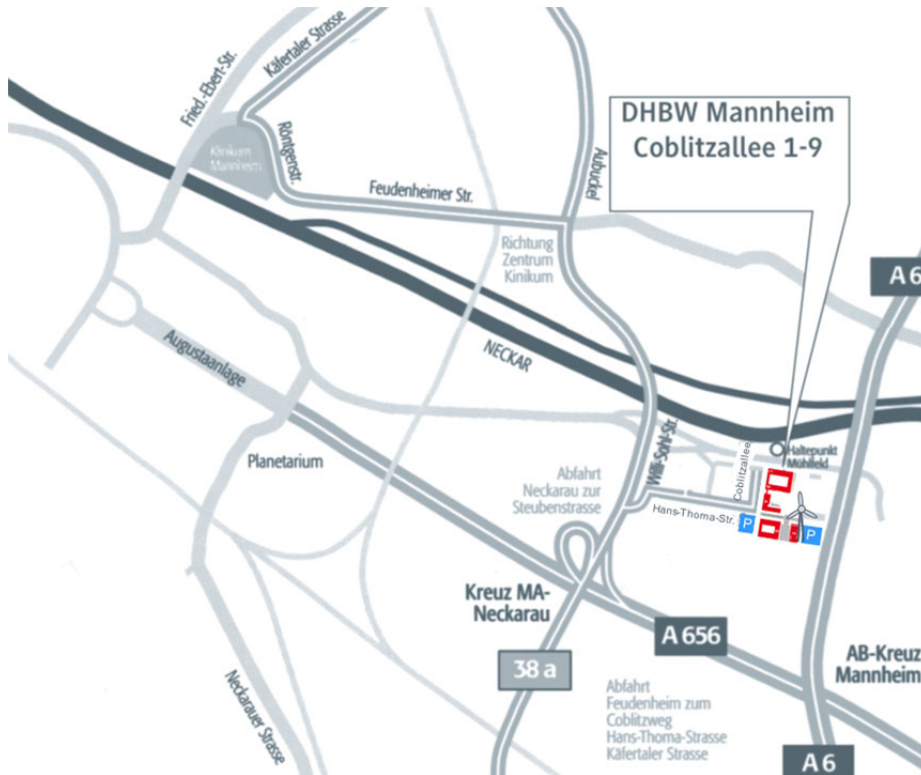 Käfertaler Strasse
Fried.-Ebert-Str.
Klinikum
Mannheim
Röntgenstr.
Feudenheimer Str.
Aubuckel
DHBW Mannheim
Coblitzallee 1-9
Richtung
Zentrum
Klinikum
A 6
NECKAR
Augustaanlage
Planetarium
Willi-Sohl-Str.
Coblitzallee
Haltepunkt
Mühlfeld
Abfahrt
Neckarau zur
Steubenstrasse
Hans-Thoma-Str.
P
P
Kreuz MA-
Neckarau
A 656
38 a
AB-Kreuz
Mannheim
Neckarauer Strasse
Abfahrt
Feudenheim zum
Coblitzweg
Hans-Thoma-Strasse
Käfertaler Strasse
A 6